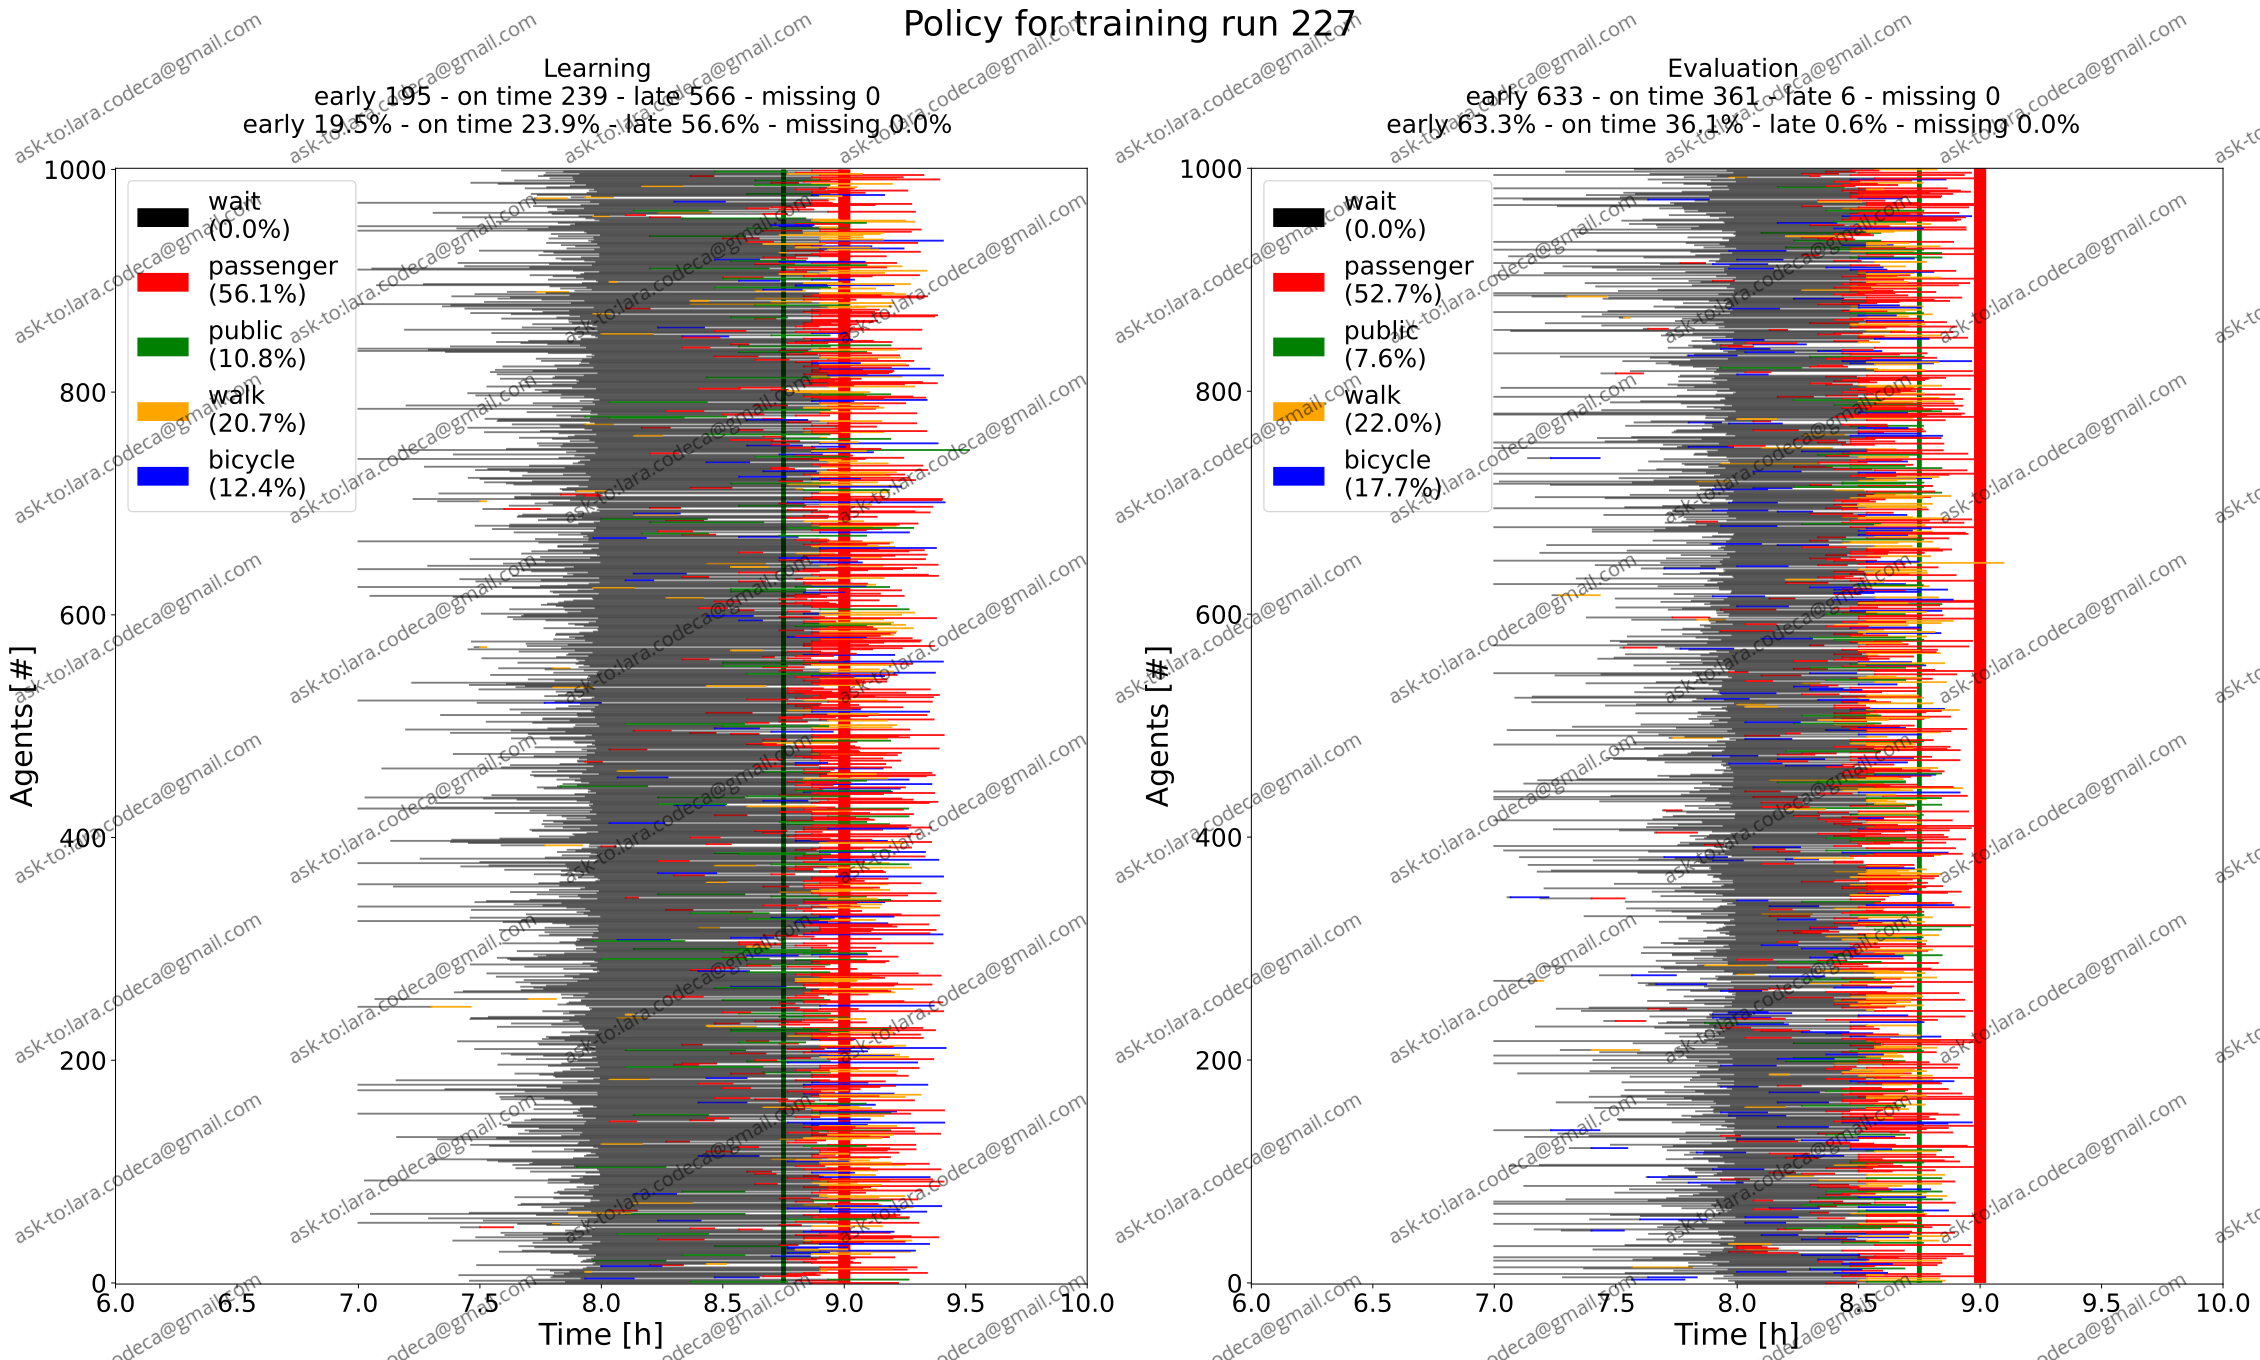 Policy for training run 227
Learning
early 195 - on time 239 - late 566 - missing 0
early 19.5% - on time 23.9% - late 56.6% - missing 0.0%
1000
800
600
400
200
0
Agents [#]
wait
(0.0%)
passenger
(56.1%)
public
(10.8%)
walk
(20.7%)
bicycle
(12.4%)
6.0 6.5 7.0 7.5 8.0 8.5 9.0 9.5 10.0
Time [h]
Evaluation
early 633 - on time 361 - late 6 - missing 0
early 63.3% - on time 36.1% - late 0.6% - missing 0.0%
1000
800
600
400
200
0
Agents [#]
wait
(0.0%)
passenger
(52.7%)
public
(7.6%)
walk
(22.0%)
bicycle
(17.7%)
6.0 6.5 7.0 7.5 8.0 8.5 9.0 9.5 10.0
Time [h]
ask-to:lara.codeca@gmail.com